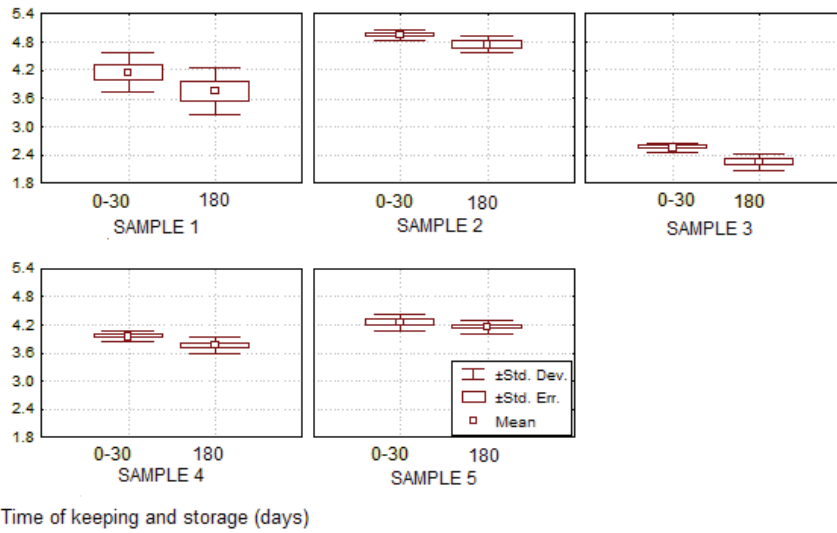 5.4
4.8
4.2
3.6
3.0
2.4
1.8
0-30 180
SAMPLE 1
0-30 180
SAMPLE 2
0-30 180
SAMPLE 3
5.4
4.8
4.2
3.6
3.0
2.4
1.8
0-30 180
SAMPLE 4
±Std. Dev.
±Std. Err.
Mean
0-30 180
SAMPLE 5
Time of keeping and storage (days)